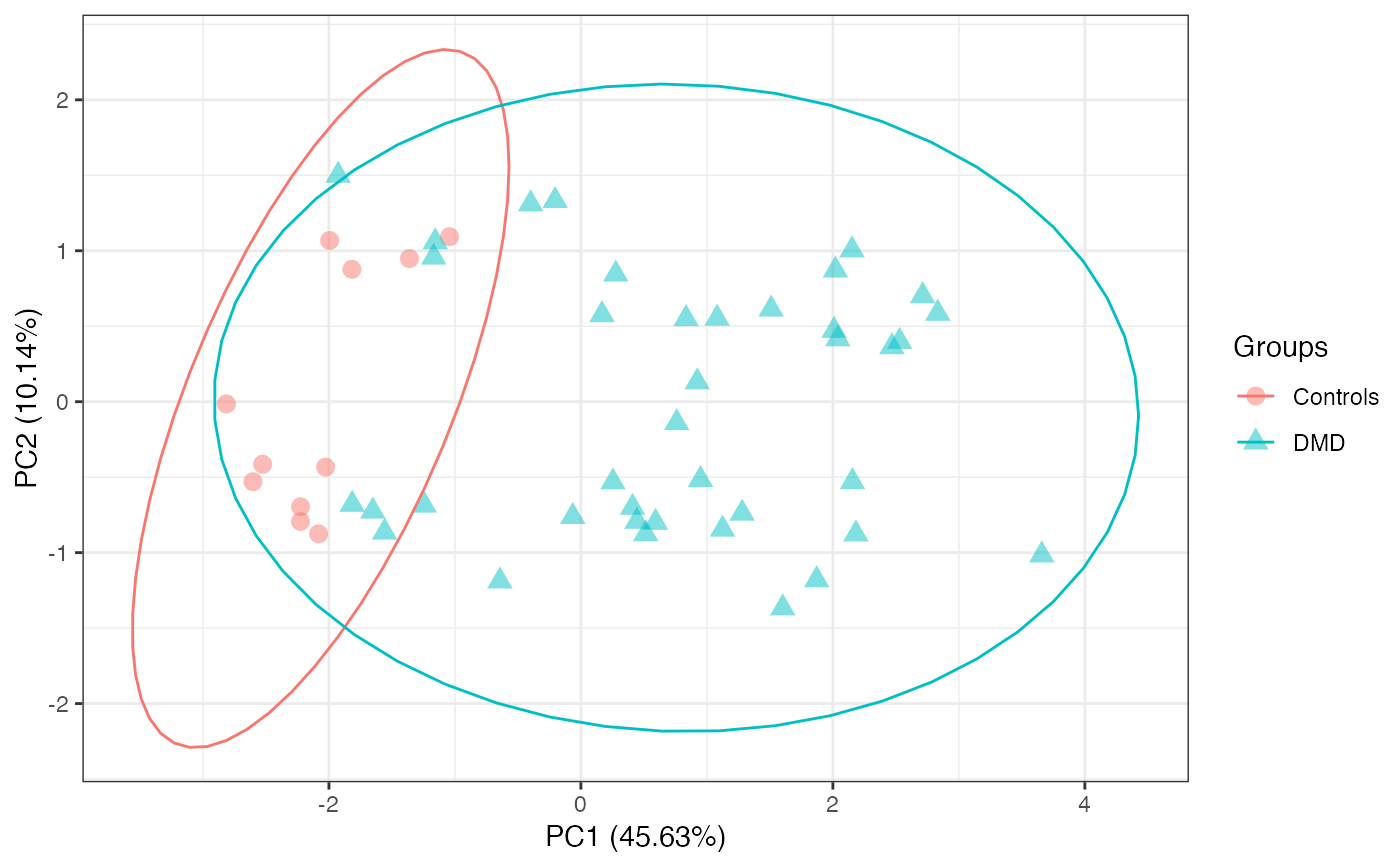 2
1
0
-1
-2
PC2 (10.14%)
-2
0
2
4
PC1 (45.63%)
Groups
Controls
DMD